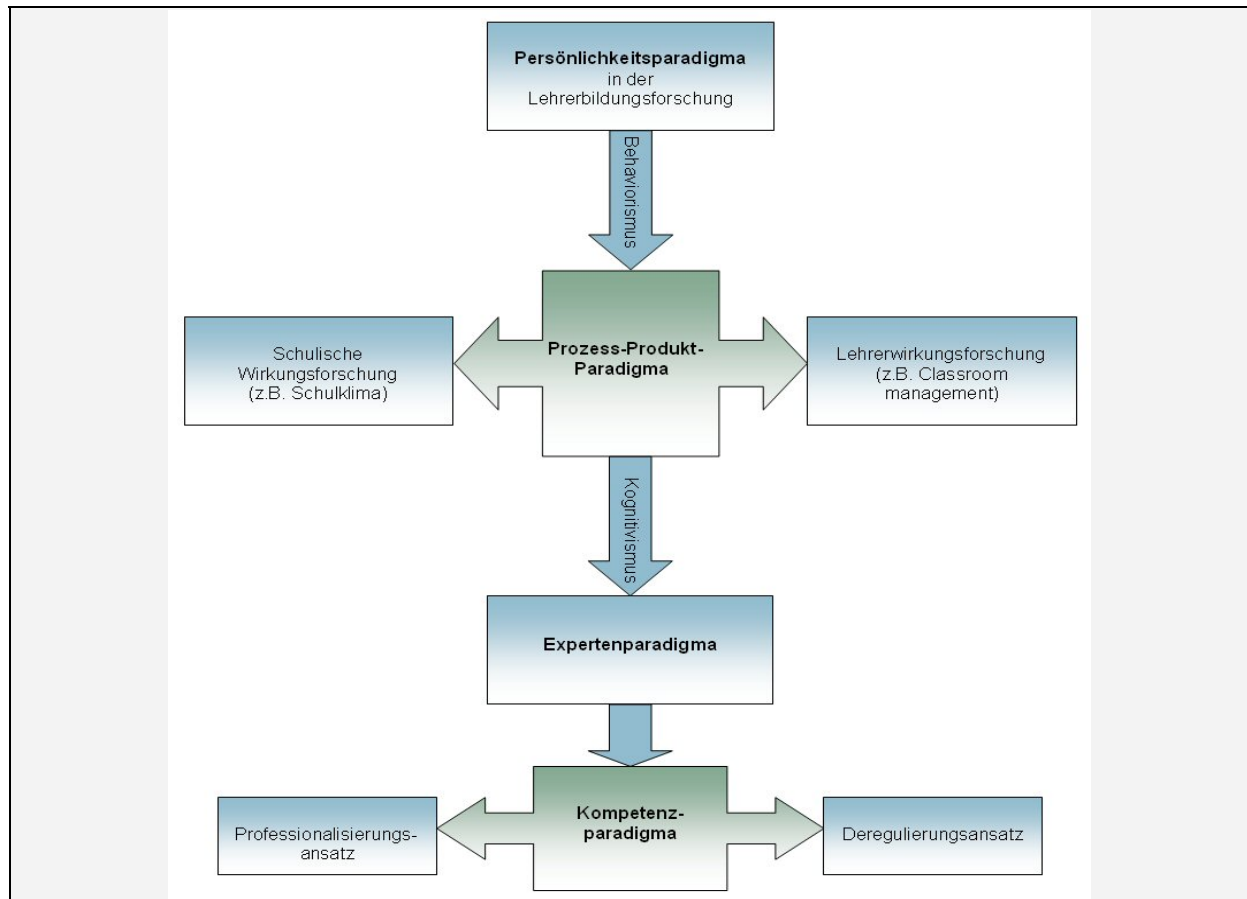 Persönlichkeitsparadigma
in der
Lehrerbildungsforschung
Behaviorismus
Schulische
Wirkungsforschung
(z.B. Schulklima)
Prozess-Produkt-
Paradigma
Lehrerwirkungsforschung
(z.B. Classroom
management)
Kognitivismus
Expertenparadigma
Professionalisierungs-
ansatz
Kompetenz-
paradigma
Deregulierungsansatz